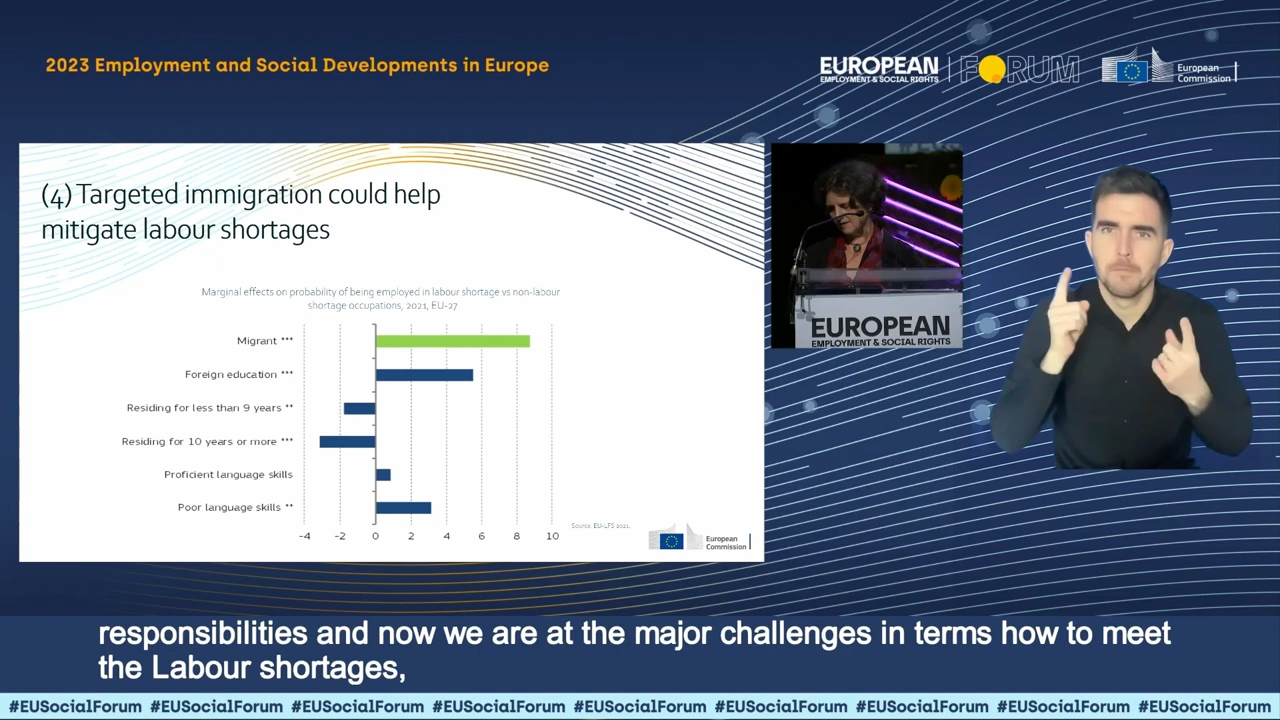 2023 Employment and Social Developments in Europe
EUROPEAN
EMPLOYMENT & SOCIAL RIGHTS
FORUM
European
Commission
(4) Targeted immigration could help
mitigate labour shortages
Marginal effects on probability of being employed in labour shortage vs non-labour
shortage occupations, 2021, EU-27
Migrant ***
Foreign education ***
Residing for less than 9 years **
Residing for 10 years or more ***
Proficient language skills
Poor language skills **
-4 -2 0 2 4 6 8 10
Source: EU-LFS 2021.
European
Commission
EUROPEAN
EMPLOYMENT & SOCIAL RIGHTS
responsibilities and now we are at the major challenges in terms how to meet
the Labour shortages,
#EUSocialForum #EUSocialForum #EUSocialForum #EUSocialForum #EUSocialForum #EUSocialForum #EUSocialForum #EUSocialForum #EUSocialForum